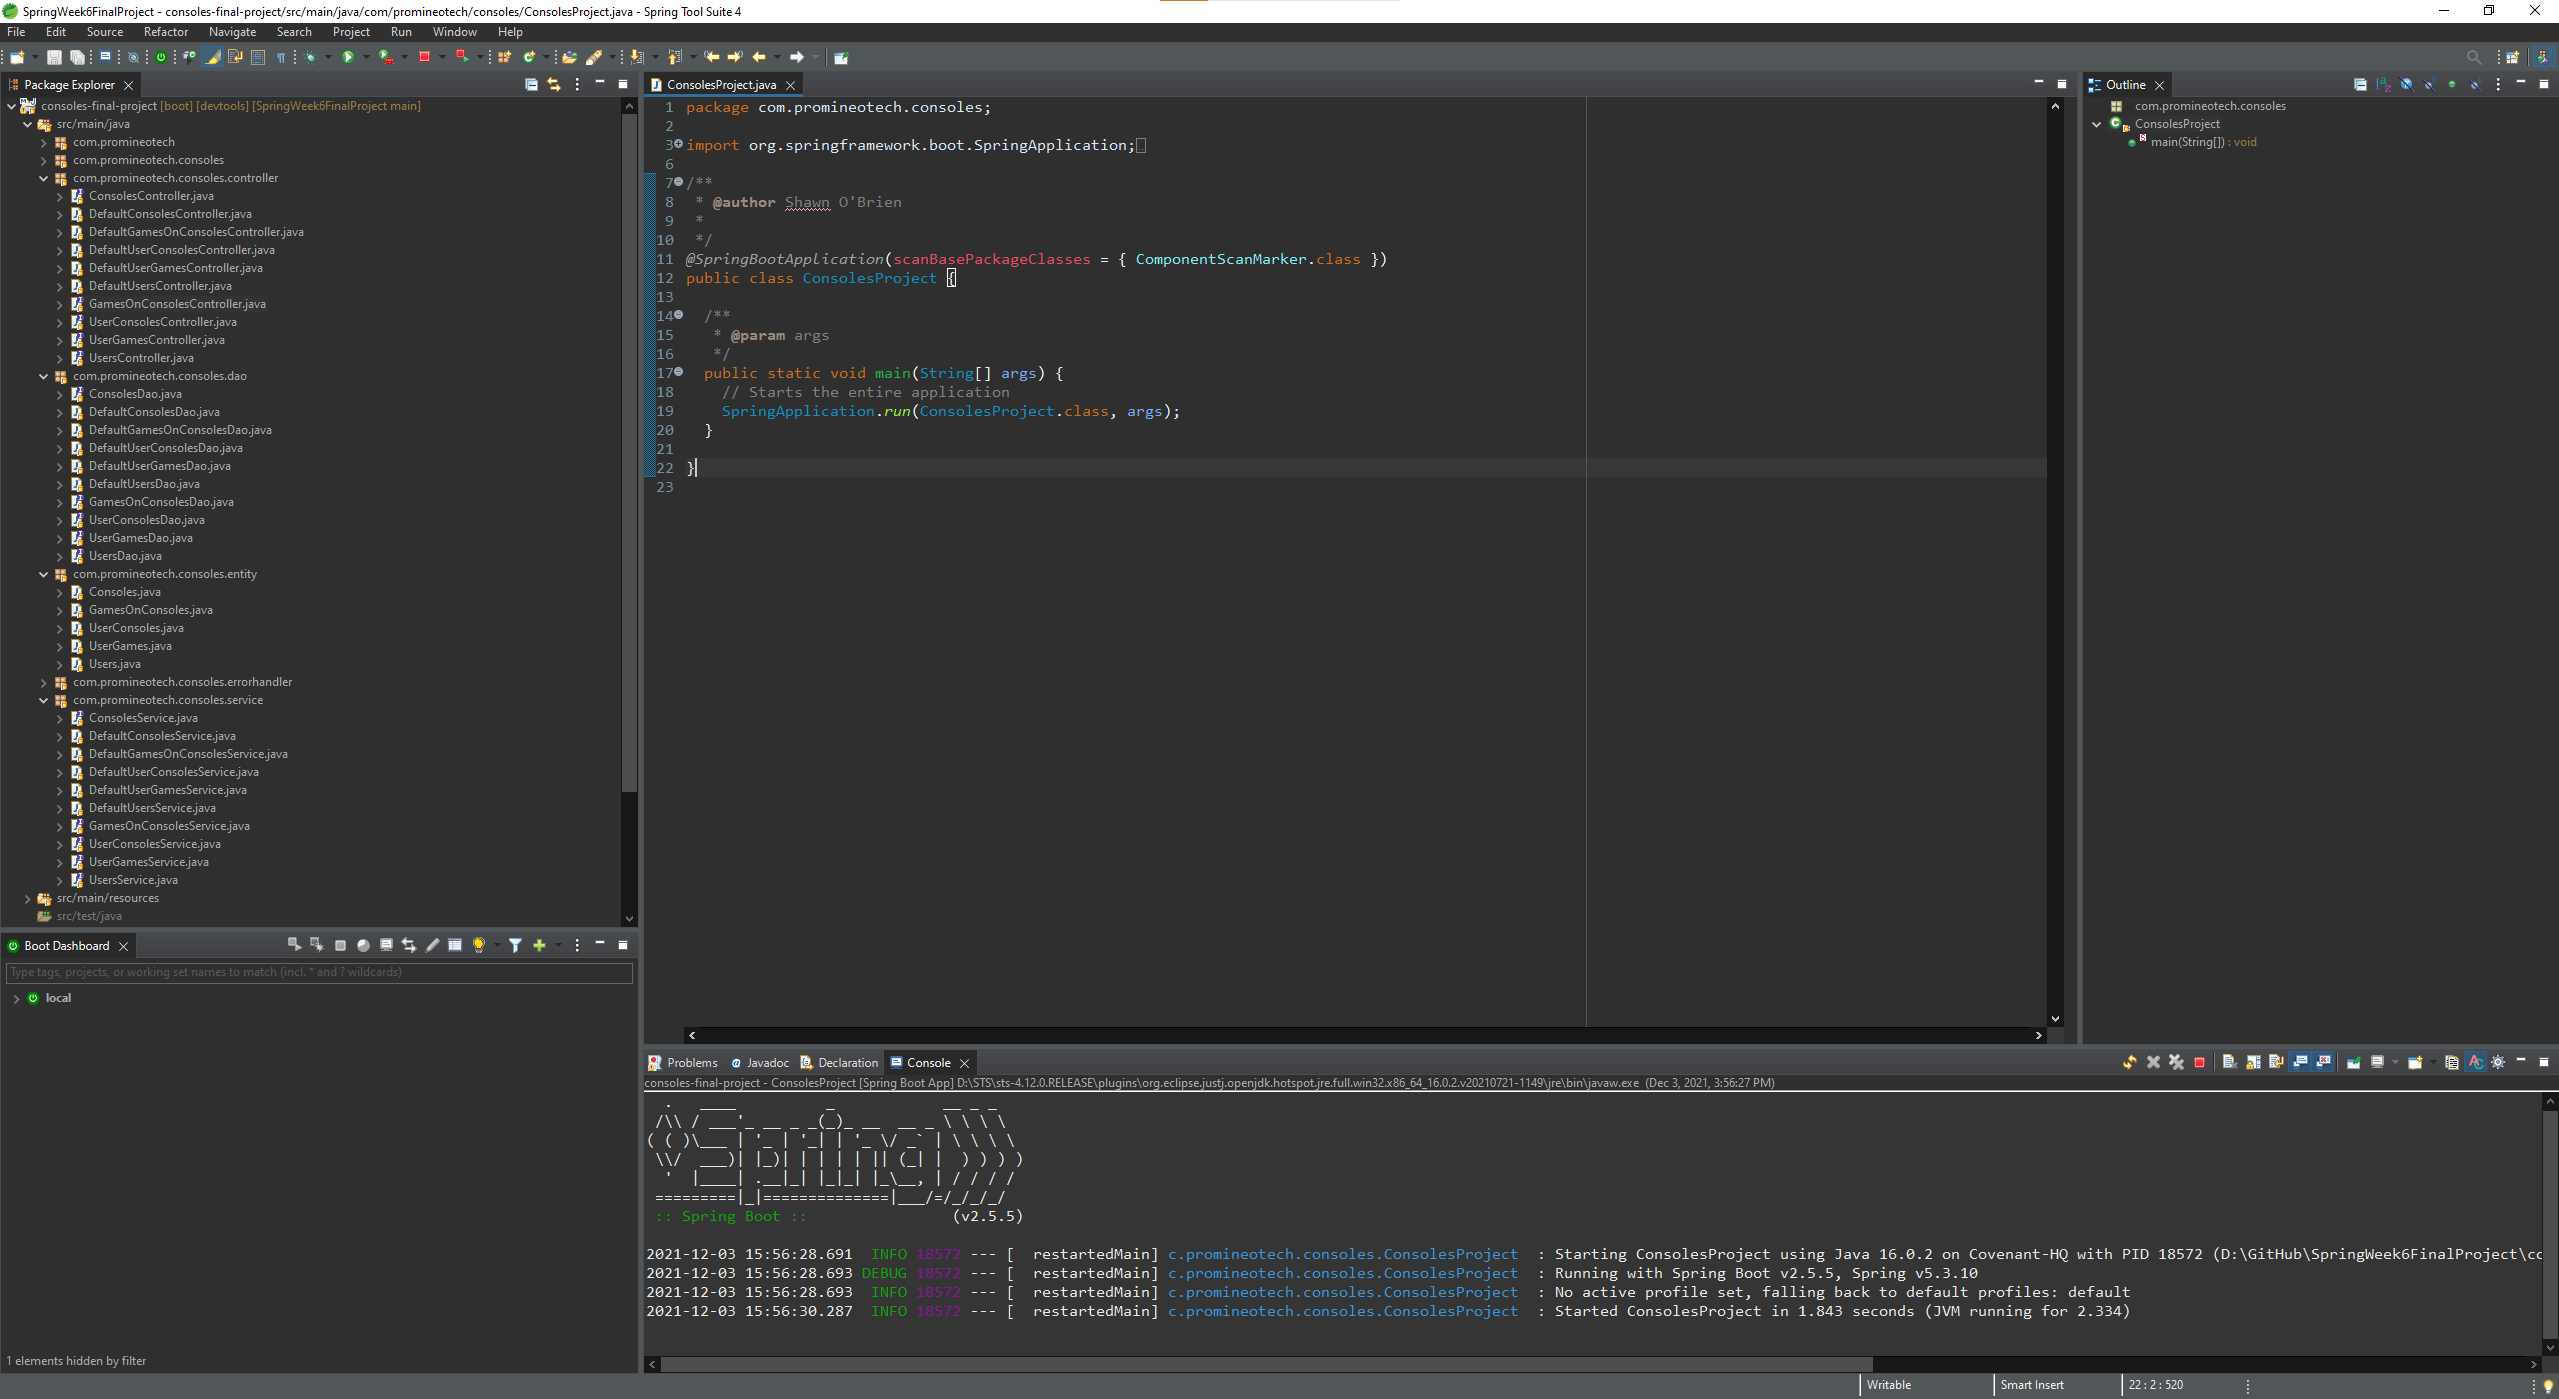 SpringWeek6FinalProject - consoles-final-project/src/main/java/com/promineotech/consoles/ConsolesProject.java - Spring Tool Suite 4
File Edit Source Refactor Navigate Search Project Run Window Help
Package Explorer
consoles-final-project [boot] [devtools] [SpringWeek6FinalProject main]
src/main/java
com.promineotech
com.promineotech.consoles
com.promineotech.consoles.controller
ConsolesController.java
DefaultConsolesController.java
DefaultGamesOnConsolesController.java
DefaultUserConsolesController.java
DefaultUserGamesController.java
DefaultUsersController.java
GamesOnConsolesController.java
UserConsolesController.java
UserGamesController.java
UsersController.java
com.promineotech.consoles.dao
ConsolesDao.java
DefaultConsolesDao.java
DefaultGamesOnConsolesDao.java
DefaultUserConsolesDao.java
DefaultUserGamesDao.java
DefaultUsersDao.java
GamesOnConsolesDao.java
UserConsolesDao.java
UserGamesDao.java
UsersDao.java
com.promineotech.consoles.entity
Consoles.java
GamesOnConsoles.java
UserConsoles.java
UserGames.java
Users.java
com.promineotech.consoles.errorhandler
com.promineotech.consoles.service
ConsolesService.java
DefaultConsolesService.java
DefaultGamesOnConsolesService.java
DefaultUserConsolesService.java
DefaultUserGamesService.java
DefaultUsersService.java
GamesOnConsolesService.java
UserConsolesService.java
UserGamesService.java
UsersService.java
src/main/resources
src/test/java
Boot Dashboard
Type tags, projects, or working set names to match (incl. * and ? wildcards)
local
1 elements hidden by filter
ConsolesProject.java
1 package com.promineotech.consoles;
2
3 import org.springframework.boot.SpringApplication;
6
7 /**
8  * @author Shawn O'Brien
9  *
10  */
11 @SpringBootApplication(scanBasePackageClasses = { ComponentScanMarker.class })
12 public class ConsolesProject {
13
14   /**
15    * @param args
16    */
17   public static void main(String[] args) {
18     // Starts the entire application
19     SpringApplication.run(ConsolesProject.class, args);
20   }
21
22 }
23
Outline
com.promineotech.consoles
ConsolesProject
main(String[]) : void
Problems Javadoc Declaration Console
consoles-final-project - ConsolesProject [Spring Boot App] D:\STS\sts-4.12.0.RELEASE\plugins\org.eclipse.justj.openjdk.hotspot.jre.full.win32.x86_64_16.0.2.v20210721-1149\jre\bin\javaw.exe (Dec 3, 2021, 3:56:27 PM)
Spring
:: Spring Boot :: (v2.5.5)
2021-12-03 15:56:28.691  INFO 18572 --- [  restartedMain] c.promineotech.consoles.ConsolesProject  : Starting ConsolesProject using Java 16.0.2 on Covenant-HQ with PID 18572 (D:\GitHub\SpringWeek6FinalProject\cc
2021-12-03 15:56:28.693 DEBUG 18572 --- [  restartedMain] c.promineotech.consoles.ConsolesProject  : Running with Spring Boot v2.5.5, Spring v5.3.10
2021-12-03 15:56:28.693  INFO 18572 --- [  restartedMain] c.promineotech.consoles.ConsolesProject  : No active profile set, falling back to default profiles: default
2021-12-03 15:56:30.287  INFO 18572 --- [  restartedMain] c.promineotech.consoles.ConsolesProject  : Started ConsolesProject in 1.843 seconds (JVM running for 2.334)
Writable Smart Insert 22 : 2 : 520